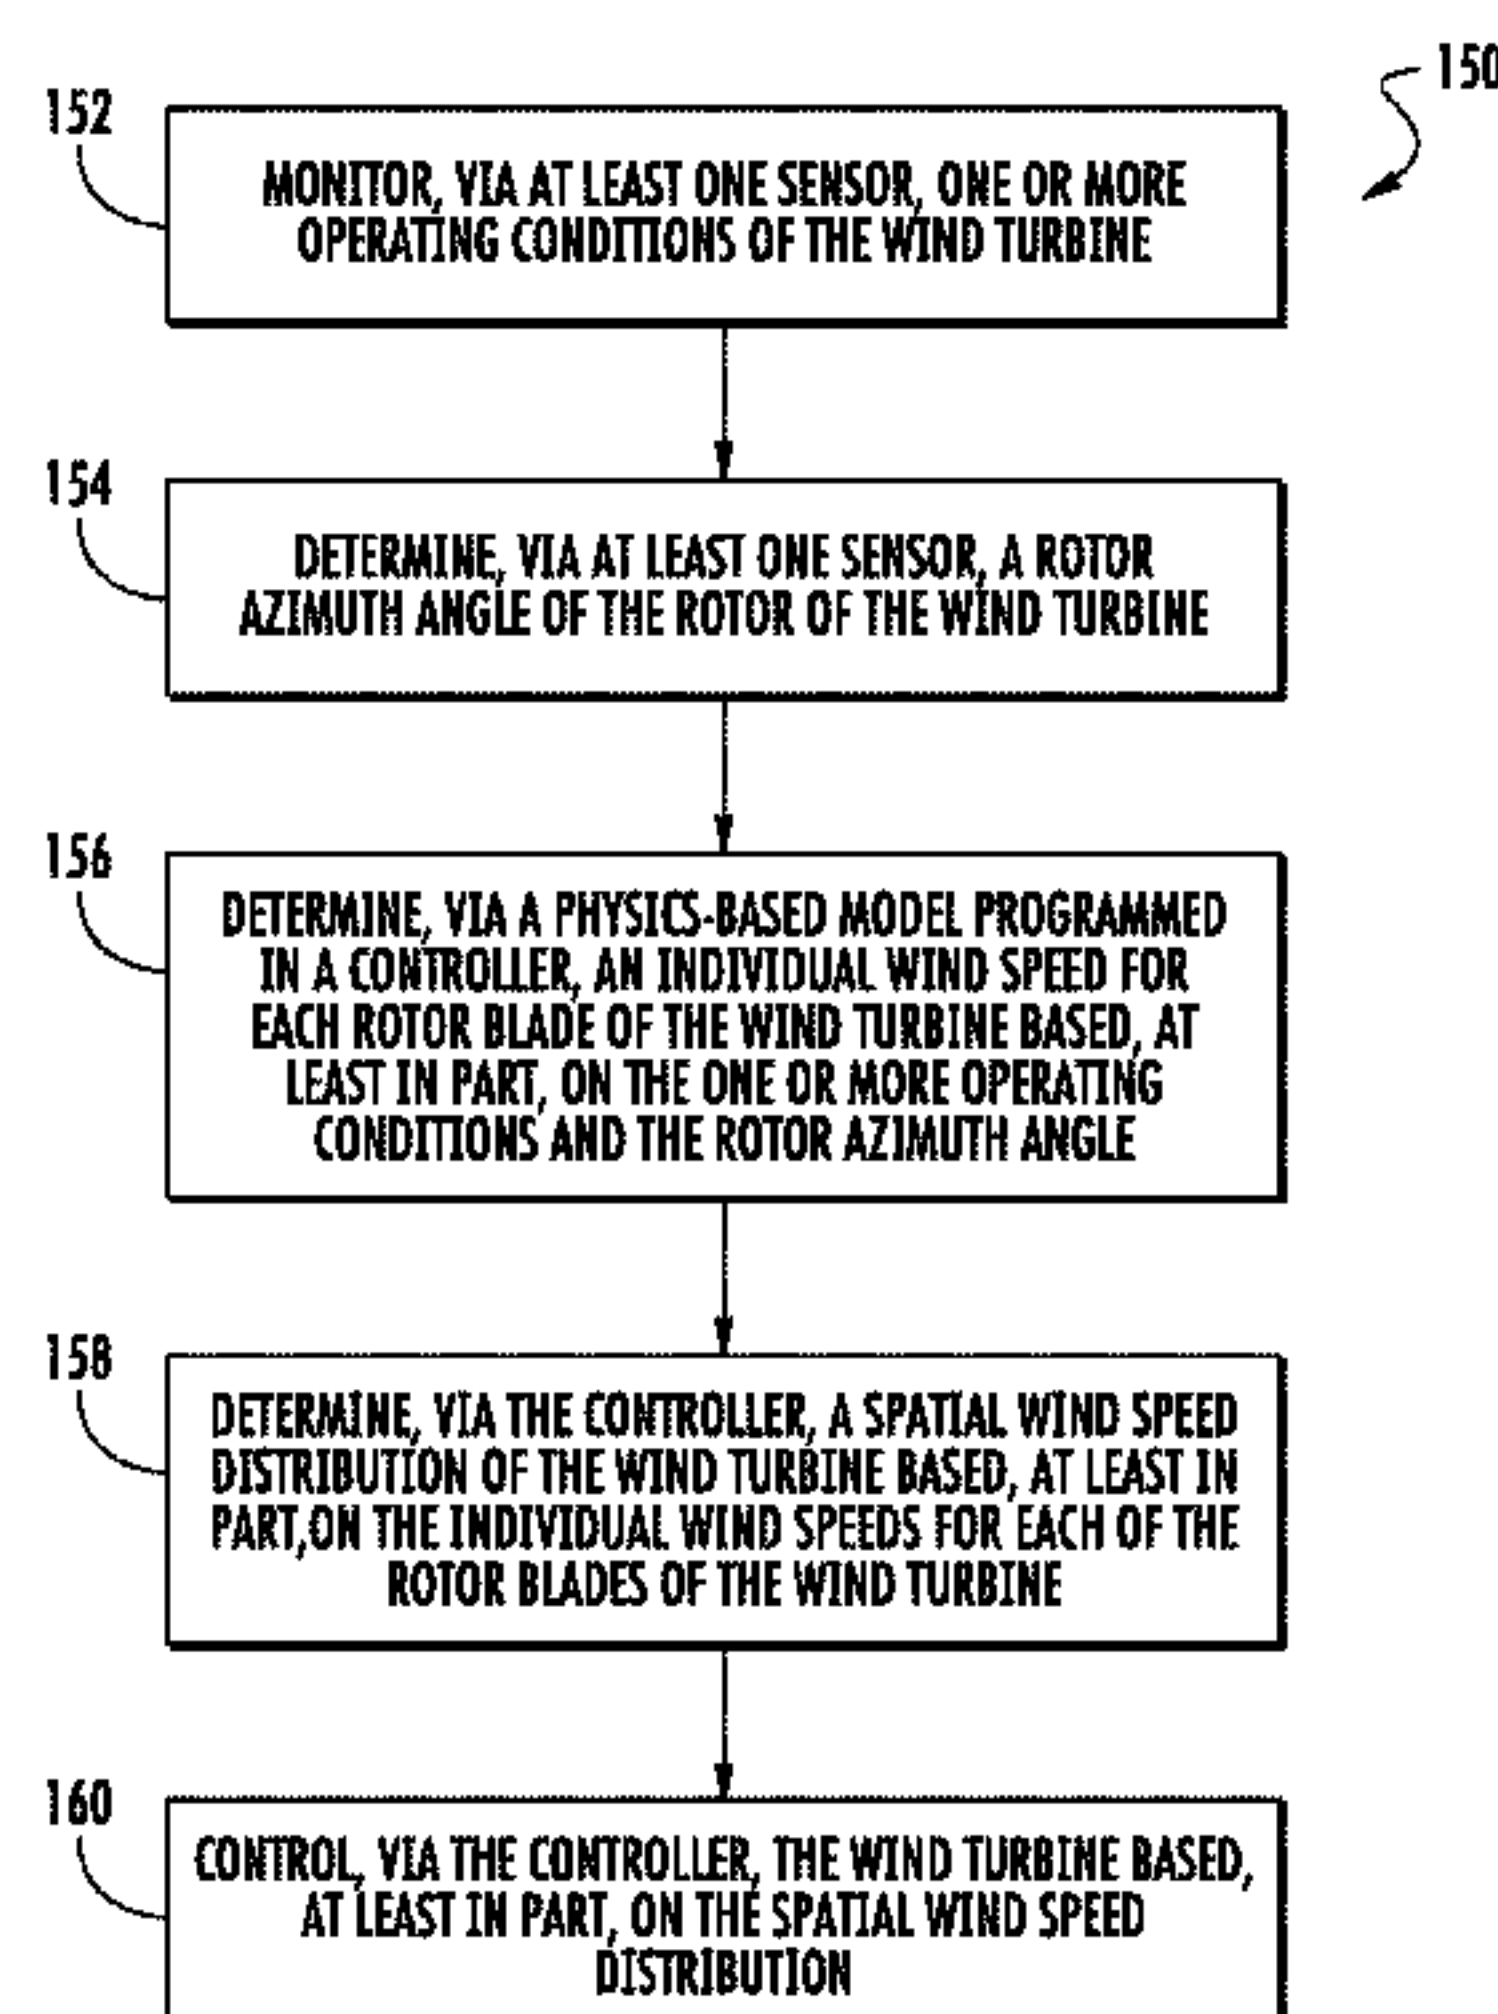 150
152
MONITOR, VIA AT LEAST ONE SENSOR, ONE OR MORE
OPERATING CONDITIONS OF THE WIND TURBINE
154
DETERMINE, VIA AT LEAST ONE SENSOR, A ROTOR
AZIMUTH ANGLE OF THE ROTOR OF THE WIND TURBINE
156
DETERMINE, VIA A PHYSICS-BASED MODEL PROGRAMMED
IN A CONTROLLER, AN INDIVIDUAL WIND SPEED FOR
EACH ROTOR BLADE OF THE WIND TURBINE BASED, AT
LEAST IN PART, ON THE ONE OR MORE OPERATING
CONDITIONS AND THE ROTOR AZIMUTH ANGLE
158
DETERMINE, VIA THE CONTROLLER, A SPATIAL WIND SPEED
DISTRIBUTION OF THE WIND TURBINE BASED, AT LEAST IN
PART,ON THE INDIVIDUAL WIND SPEEDS FOR EACH OF THE
ROTOR BLADES OF THE WIND TURBINE
160
CONTROL, VIA THE CONTROLLER, THE WIND TURBINE BASED,
AT LEAST IN PART, ON THE SPATIAL WIND SPEED
DISTRIBUTION